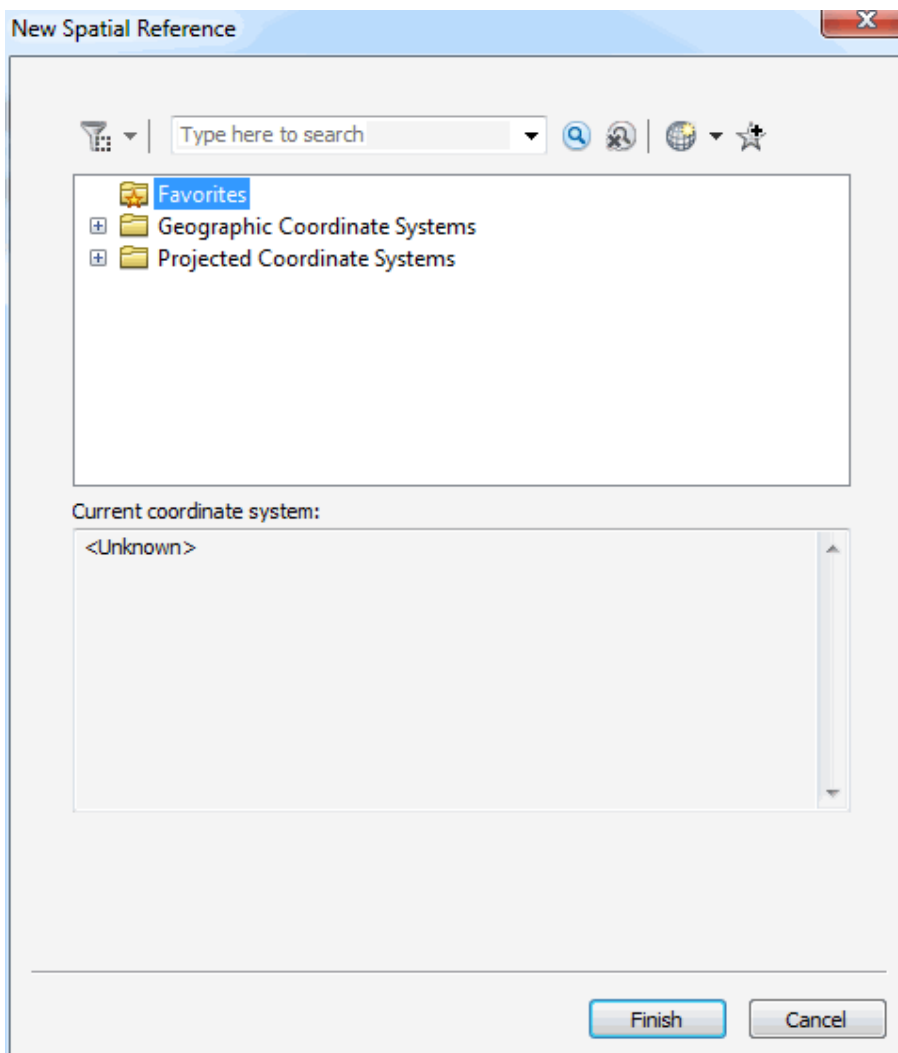 New Spatial Reference
Type here to search
Favorites
Geographic Coordinate Systems
Projected Coordinate Systems
Current coordinate system:
<Unknown>
Finish Cancel